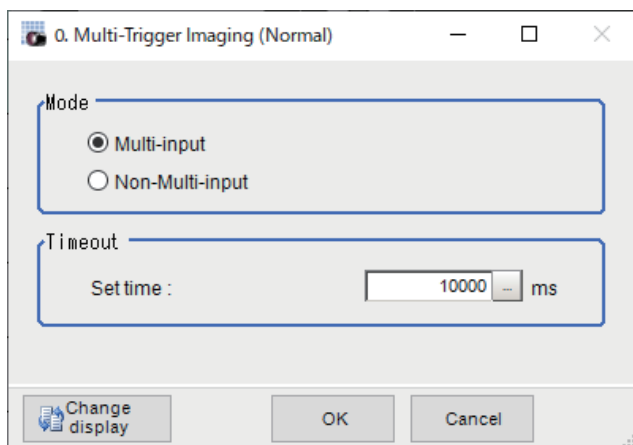 0. Multi-Trigger Imaging (Normal)
Mode
Multi-input
Non-Multi-input
Timeout
Set time :
10000 ... ms
Change
display
OK
Cancel